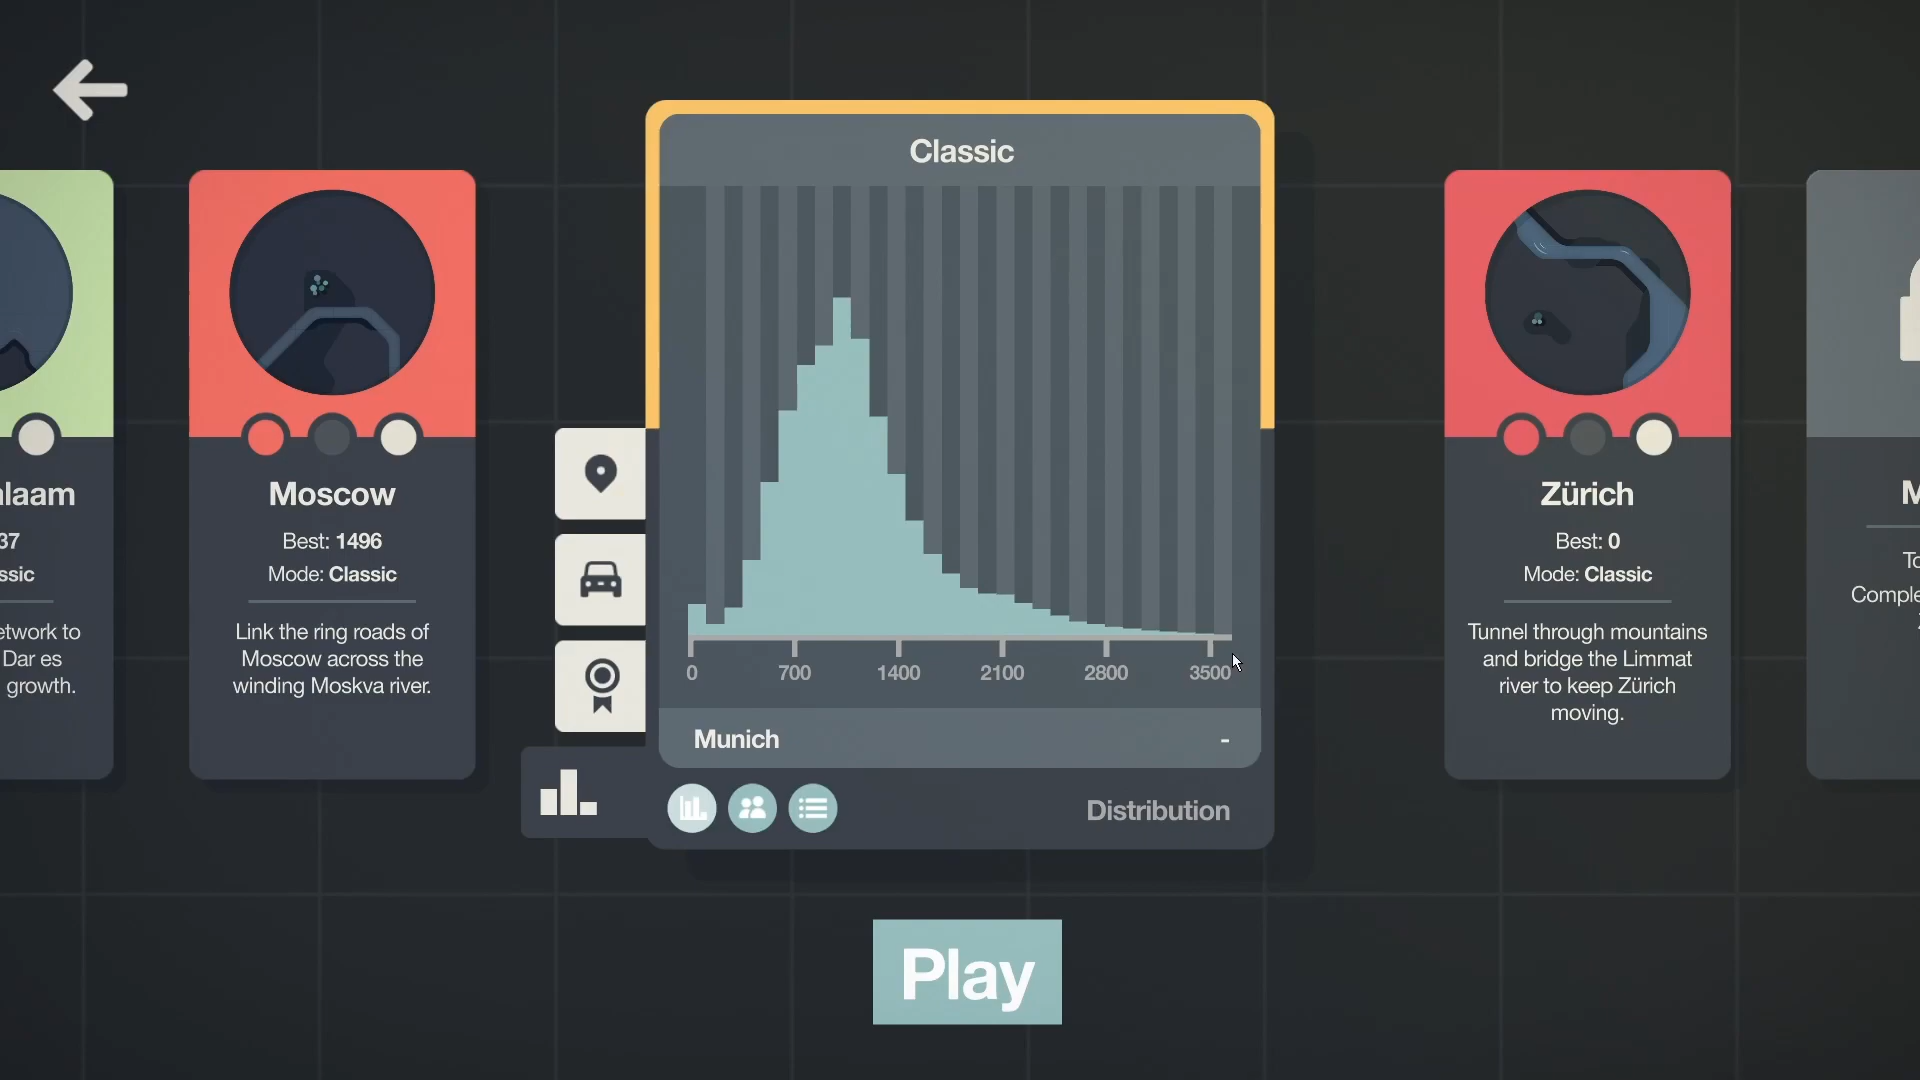 Classic
laam
37
ssic
etwork to
Dar es
growth.
Moscow
Best: 1496
Mode: Classic
Link the ring roads of
Moscow across the
winding Moskva river.
0 700 1400 2100 2800 3500
Munich -
Distribution
Zürich
Best: 0
Mode: Classic
Tunnel through mountains
and bridge the Limmat
river to keep Zürich
moving.
M
To
Comple
Play